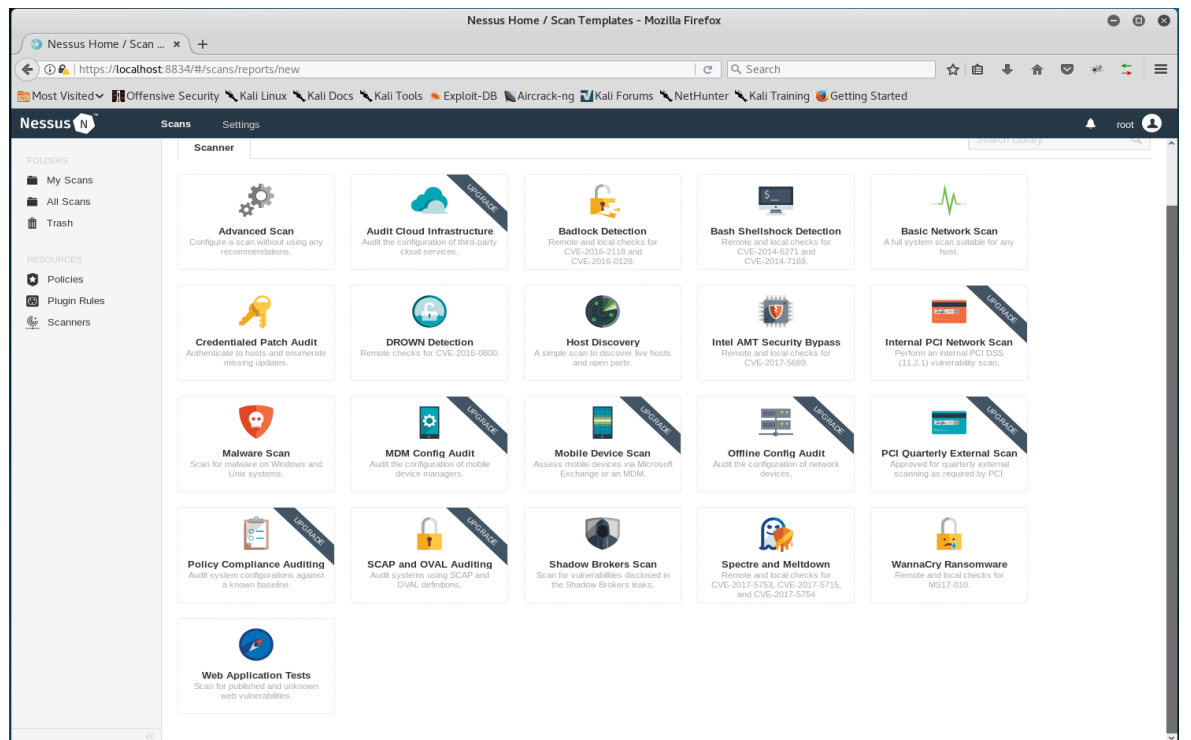 Nessus Home / Scan Templates - Mozilla Firefox
Nessus Home / Scan ...
https://localhost:8834/#/scans/reports/new
Search
Most Visited
Offensive Security
Kali Linux
Kali Docs
Kali Tools
Exploit-DB
Aircrack-ng
Kali Forums
NetHunter
Kali Training
Getting Started
Nessus N
Scans
Settings
root
FOLDERS
My Scans
All Scans
Trash
RESOURCES
Policies
Plugin Rules
Scanners
Scanner
Search Library
Advanced Scan
Configure a scan without using any
recommendations.
UPGRADE
Audit Cloud Infrastructure
Audit the configuration of third-party
cloud services.
Badlock Detection
Remote and local checks for
CVE-2016-2118 and
CVE-2016-0128.
Bash Shellshock Detection
Remote and local checks for
CVE-2014-6271 and
CVE-2014-7169.
Basic Network Scan
A full system scan suitable for any
host.
Credentialed Patch Audit
Authenticate to hosts and enumerate
missing updates.
DROWN Detection
Remote checks for CVE-2016-0800.
Host Discovery
A simple scan to discover live hosts
and open ports.
Intel AMT Security Bypass
Remote and local checks for
CVE-2017-5689.
UPGRADE
Internal PCI Network Scan
Perform an internal PCI DSS
(11.2.1) vulnerability scan.
Malware Scan
Scan for malware on Windows and
Unix systems.
UPGRADE
MDM Config Audit
Audit the configuration of mobile
device managers.
UPGRADE
Mobile Device Scan
Assess mobile devices via Microsoft
Exchange or an MDM.
UPGRADE
Offline Config Audit
Audit the configuration of network
devices.
UPGRADE
PCI Quarterly External Scan
Approved for quarterly external
scanning as required by PCI.
UPGRADE
Policy Compliance Auditing
Audit system configurations against
a known baseline.
UPGRADE
SCAP and OVAL Auditing
Audit systems using SCAP and
OVAL definitions.
Shadow Brokers Scan
Scan for vulnerabilities disclosed in
the Shadow Brokers leaks.
Spectre and Meltdown
Remote and local checks for
CVE-2017-5753, CVE-2017-5715,
and CVE-2017-5754
WannaCry Ransomware
Remote and local checks for
MS17-010.
Web Application Tests
Scan for published and unknown
web vulnerabilities.